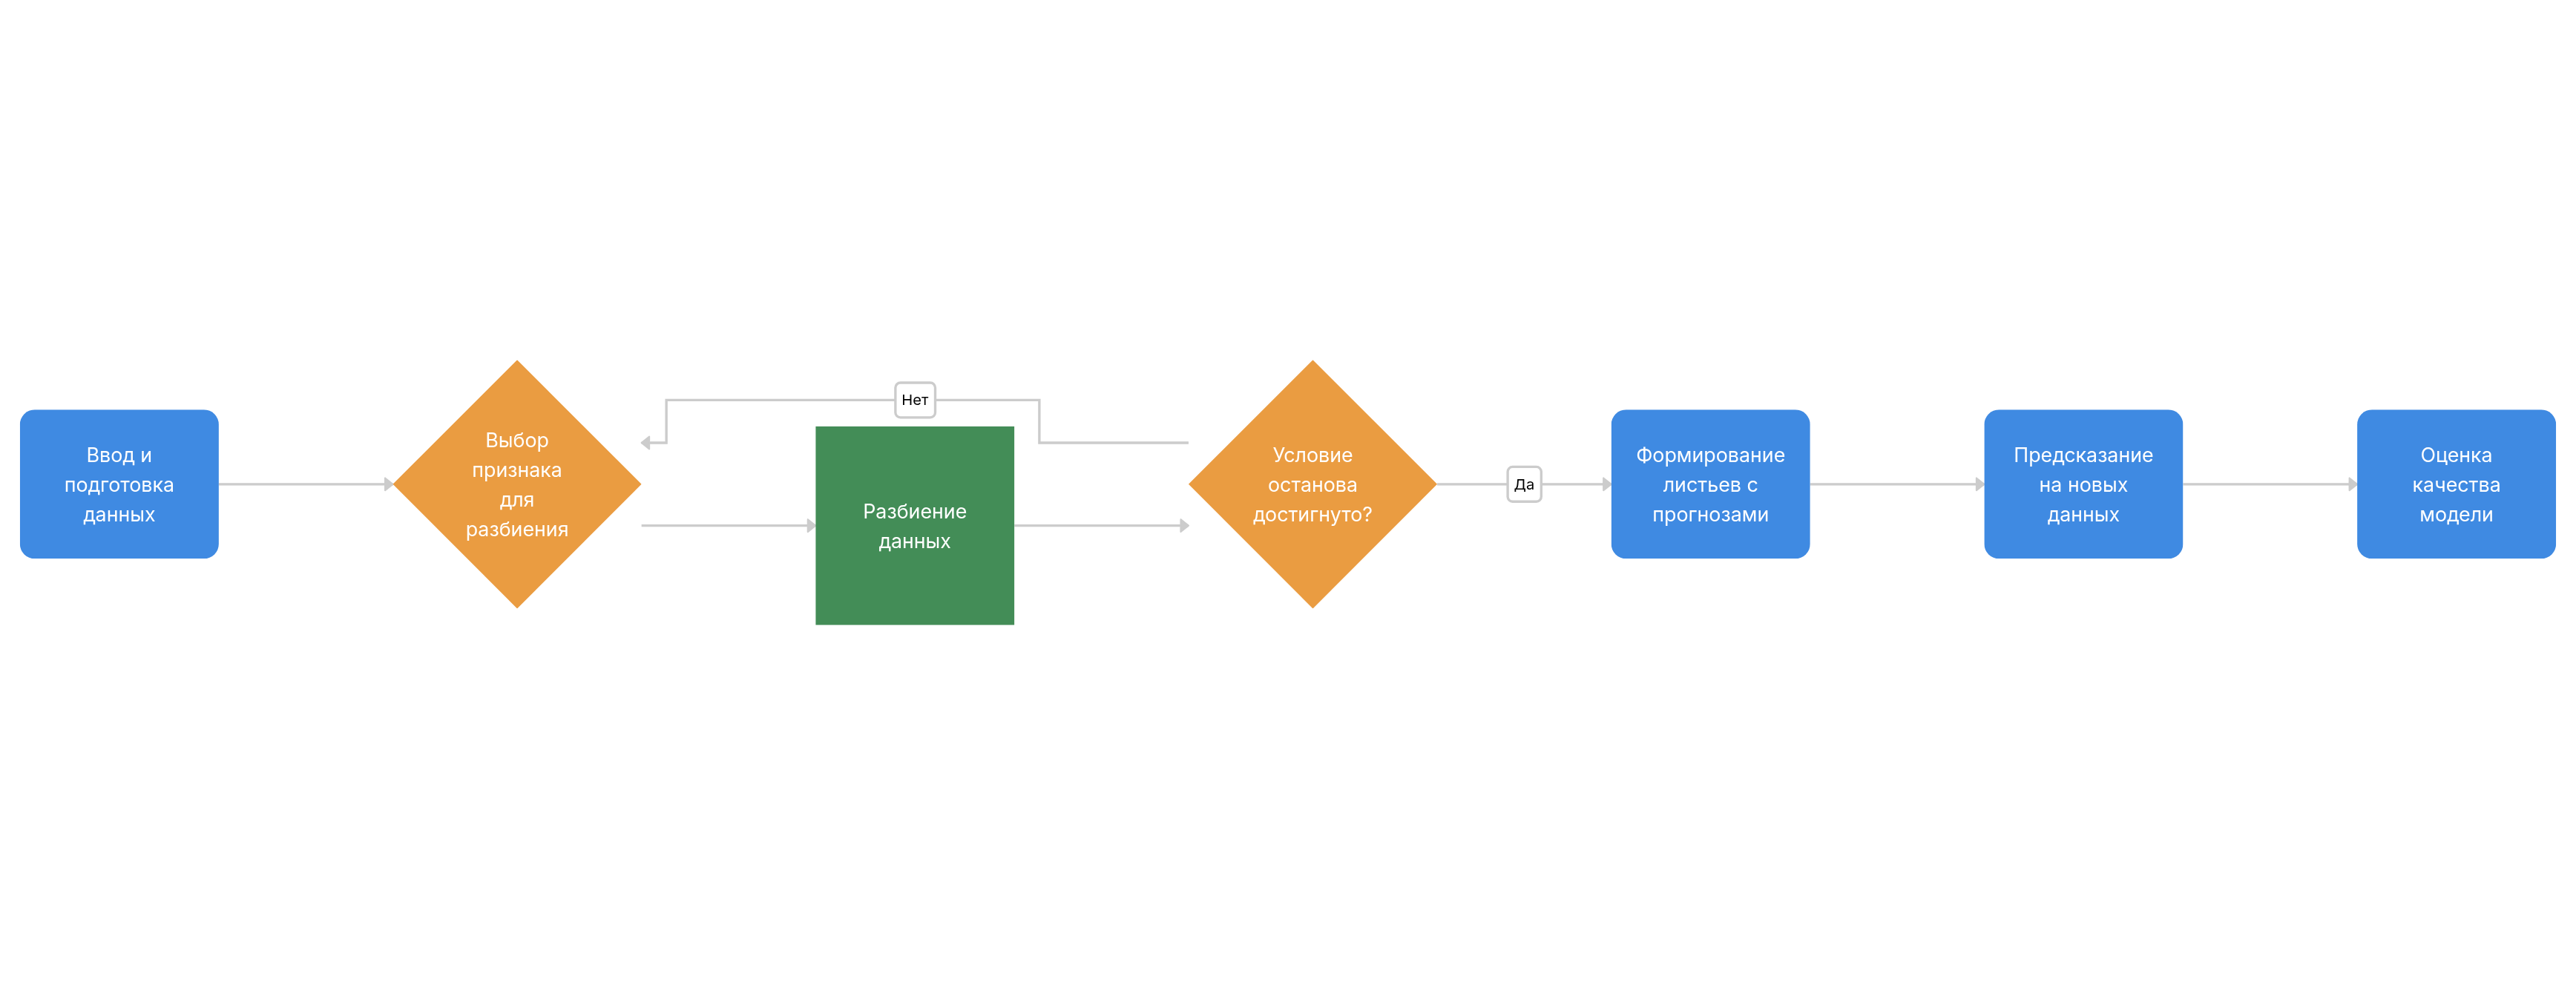 Ввод и
подготовка
данных
Выбор
признака
для
разбиения
Нет
Разбиение
данных
Условие
останова
достигнуто?
Да
Формирование
листьев с
прогнозами
Предсказание
на новых
данных
Оценка
качества
модели